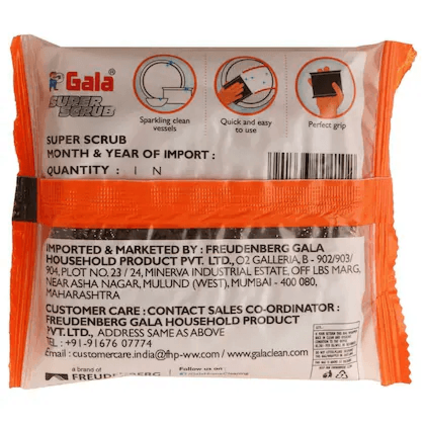 Gala®
SUPER
SCRUB
Sparkling clean
vessels
Quick and easy
to use
Perfect grip
SUPER SCRUB
MONTH & YEAR OF IMPORT :
QUANTITY : 1 N
IMPORTED & MARKETED BY : FREUDENBERG GALA
HOUSEHOLD PRODUCT PVT. LTD., O2 GALLERIA, B - 902/903/
904, PLOT NO. 23 / 24, MINERVA INDUSTRIAL ESTATE, OFF LBS MARG,
NEAR ASHA NAGAR, MULUND (WEST), MUMBAI - 400 080,
MAHARASHTRA
CUSTOMER CARE : CONTACT SALES CO-ORDINATOR :
FREUDENBERG GALA HOUSEHOLD PRODUCT
PVT. LTD., ADDRESS SAME AS ABOVE
Tel : +91-91676 07774
Email : customercare.india@fhp-ww.com / www.galaclean.com
a brand of
FREUDENBERG
Follow us on :